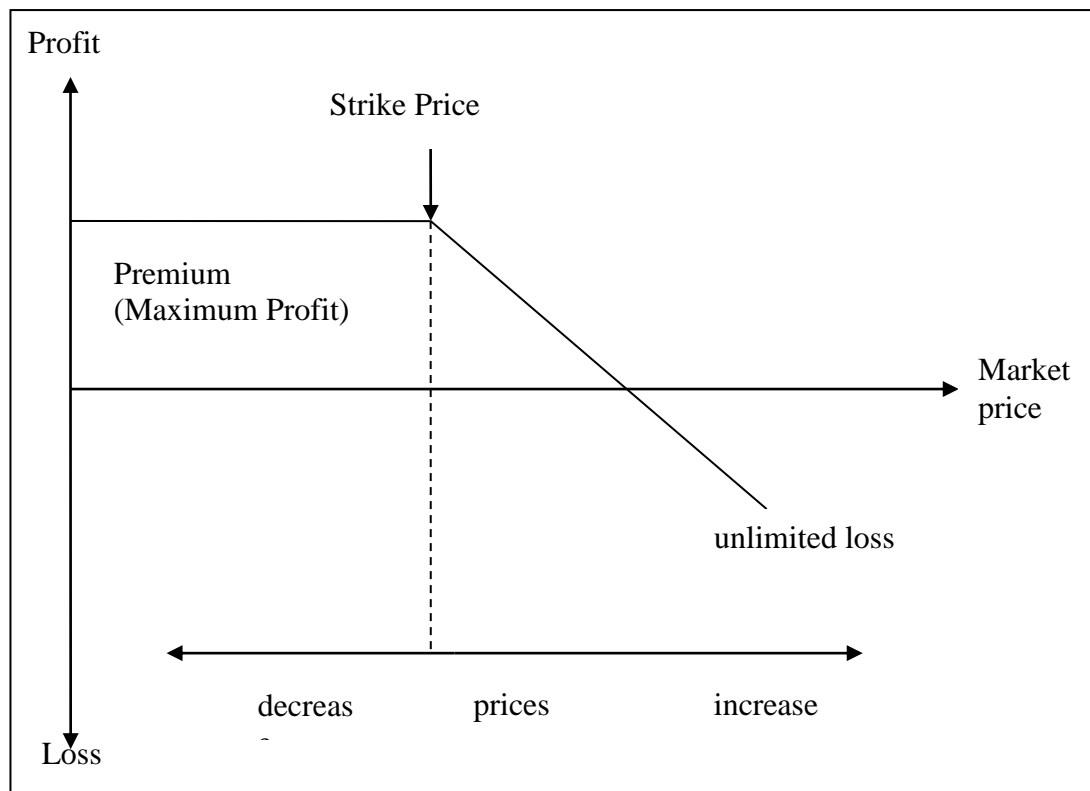 Profit
Strike Price
Premium
(Maximum Profit)
Market
price
unlimited loss
decreas
prices
increase
Loss